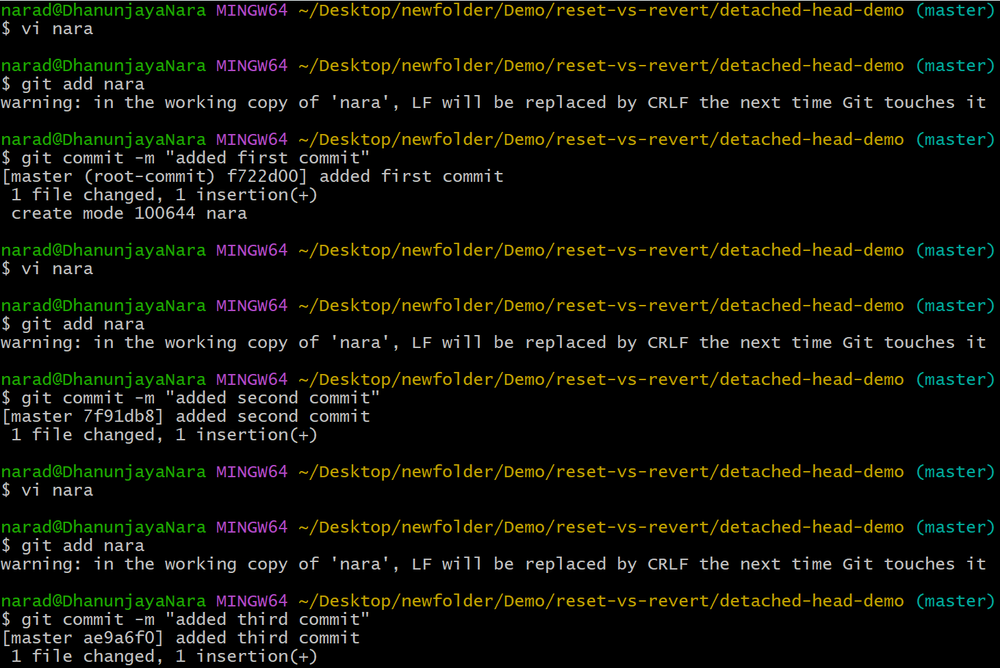 narad@DhanunjayaNara MINGW64 ~/Desktop/newfolder/Demo/reset-vs-revert/detached-head-demo (master)
$ vi nara
narad@DhanunjayaNara MINGW64 ~/Desktop/newfolder/Demo/reset-vs-revert/detached-head-demo (master)
$ git add nara
warning: in the working copy of 'nara', LF will be replaced by CRLF the next time Git touches it
narad@DhanunjayaNara MINGW64 ~/Desktop/newfolder/Demo/reset-vs-revert/detached-head-demo (master)
$ git commit -m "added first commit"
[master (root-commit) f722d00] added first commit
 1 file changed, 1 insertion(+)
 create mode 100644 nara
narad@DhanunjayaNara MINGW64 ~/Desktop/newfolder/Demo/reset-vs-revert/detached-head-demo (master)
$ vi nara
narad@DhanunjayaNara MINGW64 ~/Desktop/newfolder/Demo/reset-vs-revert/detached-head-demo (master)
$ git add nara
warning: in the working copy of 'nara', LF will be replaced by CRLF the next time Git touches it
narad@DhanunjayaNara MINGW64 ~/Desktop/newfolder/Demo/reset-vs-revert/detached-head-demo (master)
$ git commit -m "added second commit"
[master 7f91db8] added second commit
 1 file changed, 1 insertion(+)
narad@DhanunjayaNara MINGW64 ~/Desktop/newfolder/Demo/reset-vs-revert/detached-head-demo (master)
$ vi nara
narad@DhanunjayaNara MINGW64 ~/Desktop/newfolder/Demo/reset-vs-revert/detached-head-demo (master)
$ git add nara
warning: in the working copy of 'nara', LF will be replaced by CRLF the next time Git touches it
narad@DhanunjayaNara MINGW64 ~/Desktop/newfolder/Demo/reset-vs-revert/detached-head-demo (master)
$ git commit -m "added third commit"
[master ae9a6f0] added third commit
 1 file changed, 1 insertion(+)